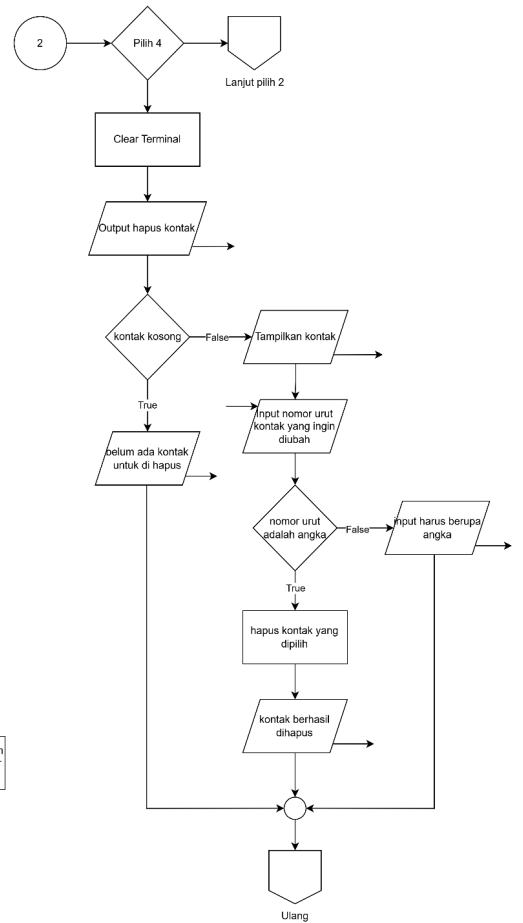 2
Pilih 4
Lanjut pilih 2
Clear Terminal
Output hapus kontak
kontak kosong
False
Tampilkan kontak
True
Input nomor urut
kontak yang ingin
diubah
belum ada kontak
untuk di hapus
nomor urut
adalah angka
False
input harus berupa
angka
True
hapus kontak yang
dipilih
kontak berhasil
dihapus
Ulang